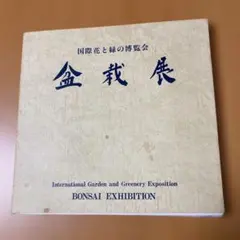 国際花と緑の博覧会
盆栽展
International Garden and Greenery Exposition
BONSAI EXHIBITION